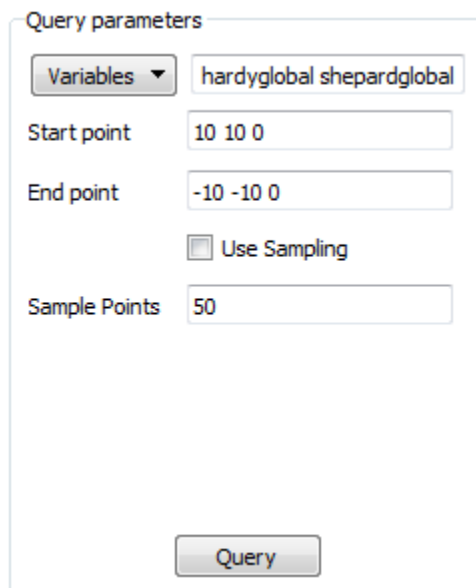 Query parameters
Variables hardyglobal shepardglobal
Start point 10 10 0
End point -10 -10 0
Use Sampling
Sample Points 50
Query